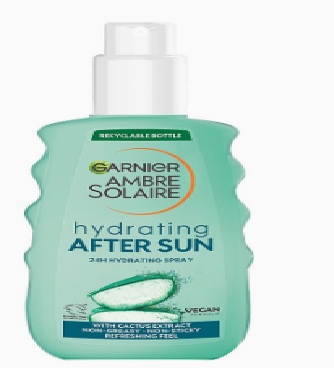 RECYCLABLE BOTTLE
GARNIER
AMBRE
SOLAIRE
hydrating
AFTER SUN
24H HYDRATING SPRAY
VEGAN
WITH CACTUS EXTRACT
NON-GREASY - NON-STICKY
REFRESHING FEEL